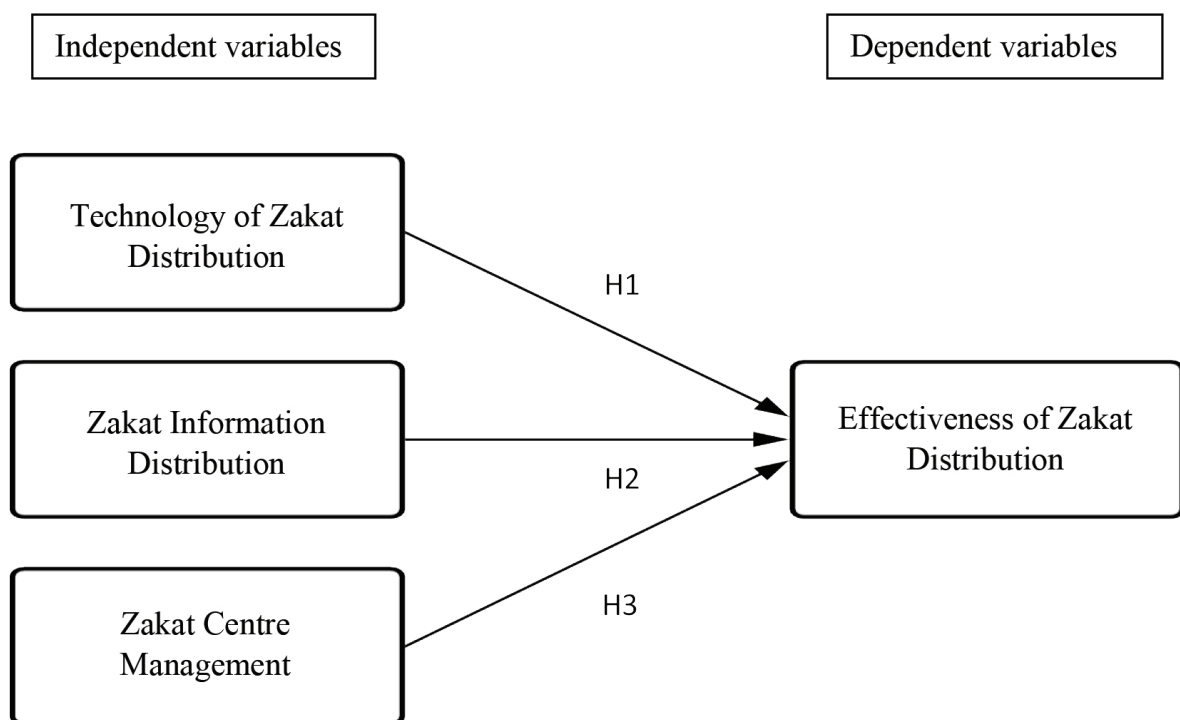 Independent variables
Dependent variables
Technology of Zakat
Distribution
H1
Zakat Information
Distribution
H2
Effectiveness of Zakat
Distribution
H3
Zakat Centre
Management